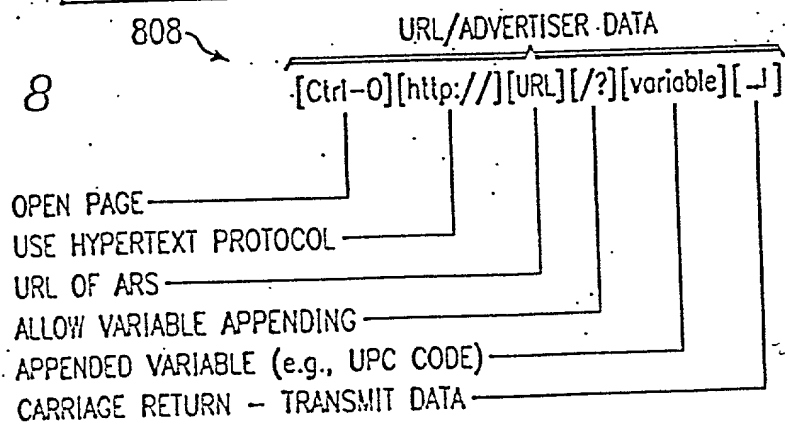 808
URL/ADVERTISER DATA
8
[Ctrl-O][http://][URL][/?][variable][↵]
OPEN PAGE
USE HYPERTEXT PROTOCOL
URL OF ARS
ALLOW VARIABLE APPENDING
APPENDED VARIABLE (e.g., UPC CODE)
CARRIAGE RETURN – TRANSMIT DATA